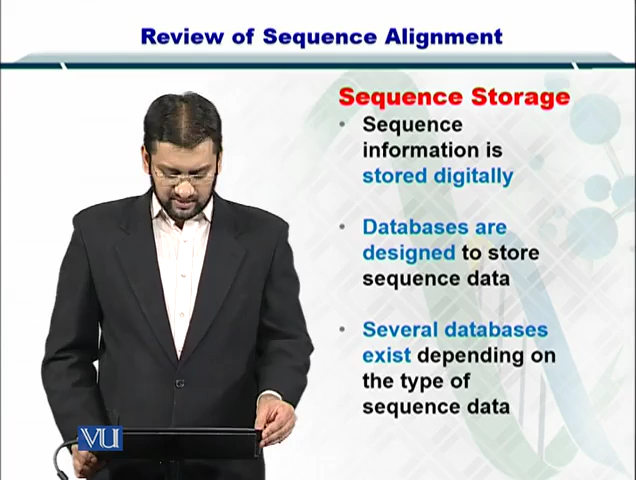 Review of Sequence Alignment
Sequence Storage
• Sequence
information is
stored digitally
• Databases are
designed to store
sequence data
• Several databases
exist depending on
the type of
sequence data
VU